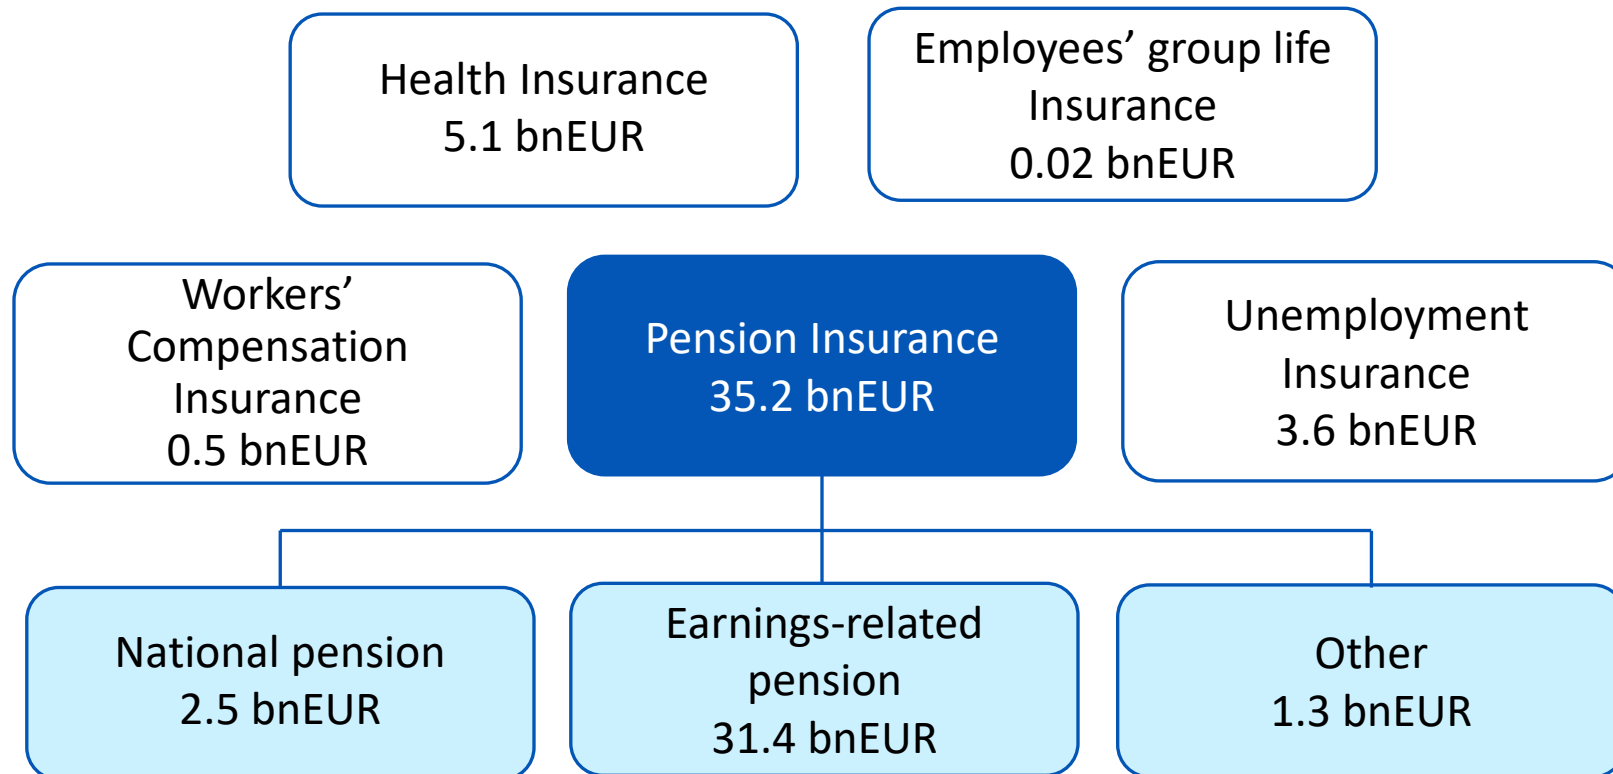 Health Insurance
5.1 bnEUR
Employees’ group life
Insurance
0.02 bnEUR
Workers’
Compensation
Insurance
0.5 bnEUR
Pension Insurance
35.2 bnEUR
Unemployment
Insurance
3.6 bnEUR
National pension
2.5 bnEUR
Earnings-related
pension
31.4 bnEUR
Other
1.3 bnEUR